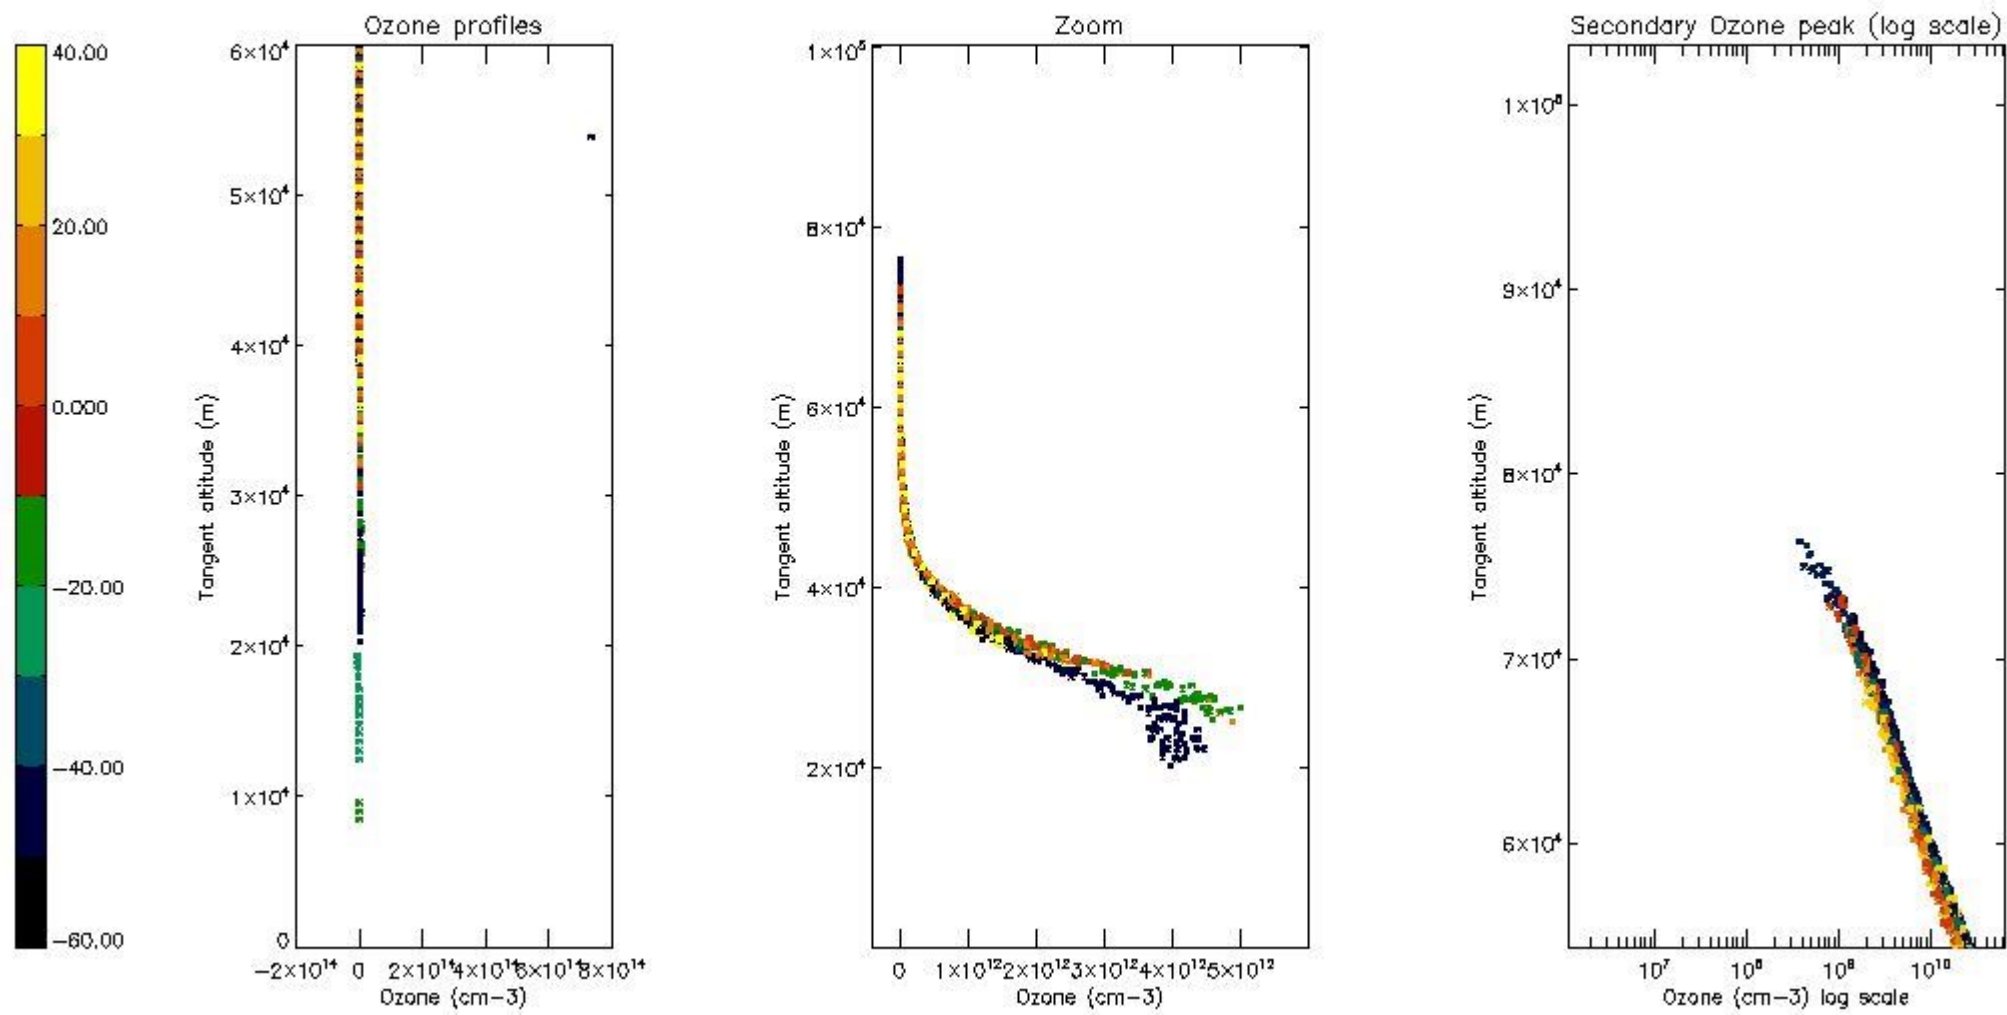 Ozone profiles
Zoom
Secondary Ozone peak (log scale)
40.00
20.00
0.000
−20.00
−40.00
−60.00
6×10⁴
5×10⁴
4×10⁴
3×10⁴
2×10⁴
1×10⁴
0
Tangent altitude (m)
−2×10¹⁴ 0 2×10¹⁴ 4×10¹⁴ 6×10¹⁴ 8×10¹⁴
Ozone (cm−3)
1×10⁵
8×10⁴
6×10⁴
4×10⁴
2×10⁴
Tangent altitude (m)
0 1×10¹² 2×10¹² 3×10¹² 4×10¹² 5×10¹²
Ozone (cm−3)
1×10⁵
9×10⁴
8×10⁴
7×10⁴
6×10⁴
Tangent altitude (m)
10⁷ 10⁸ 10⁹ 10¹⁰
Ozone (cm−3) log scale